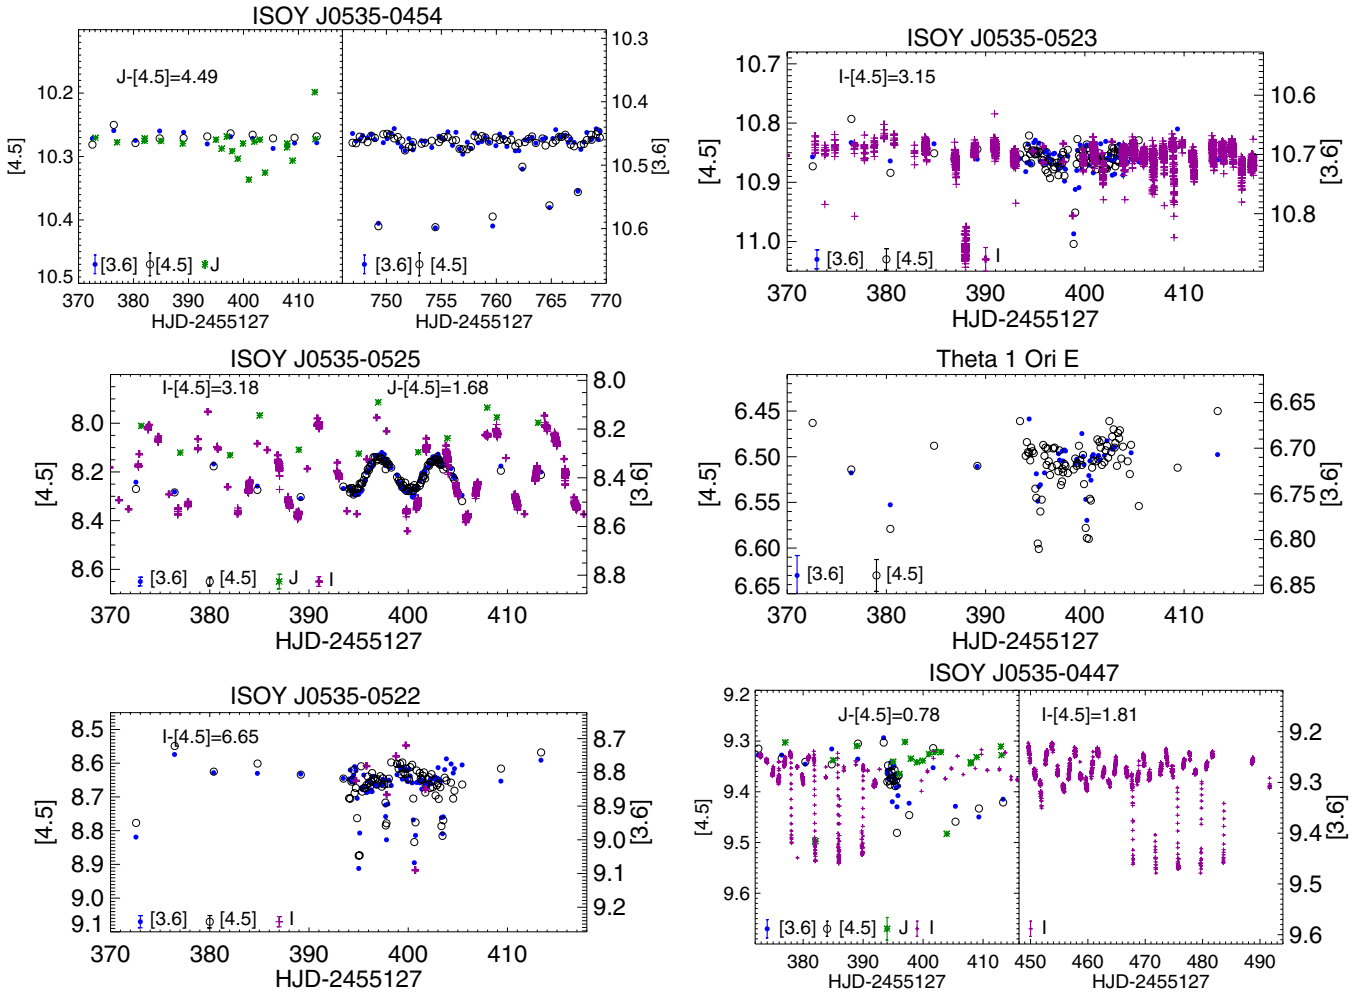 ISOY J0535-0454
J-[4.5]=4.49
[4.5]
10.2
10.3
10.4
10.5
10.3
10.4
10.5
10.6
[3.6]
[3.6] [4.5] J
[3.6] [4.5]
370 380 390 400 410
750 755 760 765 770
HJD-2455127
HJD-2455127
ISOY J0535-0523
I-[4.5]=3.15
[4.5]
10.7
10.8
10.9
11.0
10.6
10.7
10.8
[3.6]
[3.6] [4.5] I
370 380 390 400 410
HJD-2455127
ISOY J0535-0525
I-[4.5]=3.18 J-[4.5]=1.68
[4.5]
8.0
8.2
8.4
8.6
8.0
8.2
8.4
8.6
8.8
[3.6]
[3.6] [4.5] J I
370 380 390 400 410
HJD-2455127
Theta 1 Ori E
[4.5]
6.45
6.50
6.55
6.60
6.65
6.65
6.70
6.75
6.80
6.85
[3.6]
[3.6] [4.5]
370 380 390 400 410
HJD-2455127
ISOY J0535-0522
I-[4.5]=6.65
[4.5]
8.5
8.6
8.7
8.8
8.9
9.0
9.1
8.7
8.8
8.9
9.0
9.1
9.2
[3.6]
[3.6] [4.5] I
370 380 390 400 410
HJD-2455127
ISOY J0535-0447
J-[4.5]=0.78 I-[4.5]=1.81
[4.5]
9.2
9.3
9.4
9.5
9.6
9.2
9.3
9.4
9.5
9.6
[3.6]
[3.6] [4.5] J I
I
380 390 400 410
450 460 470 480 490
HJD-2455127
HJD-2455127